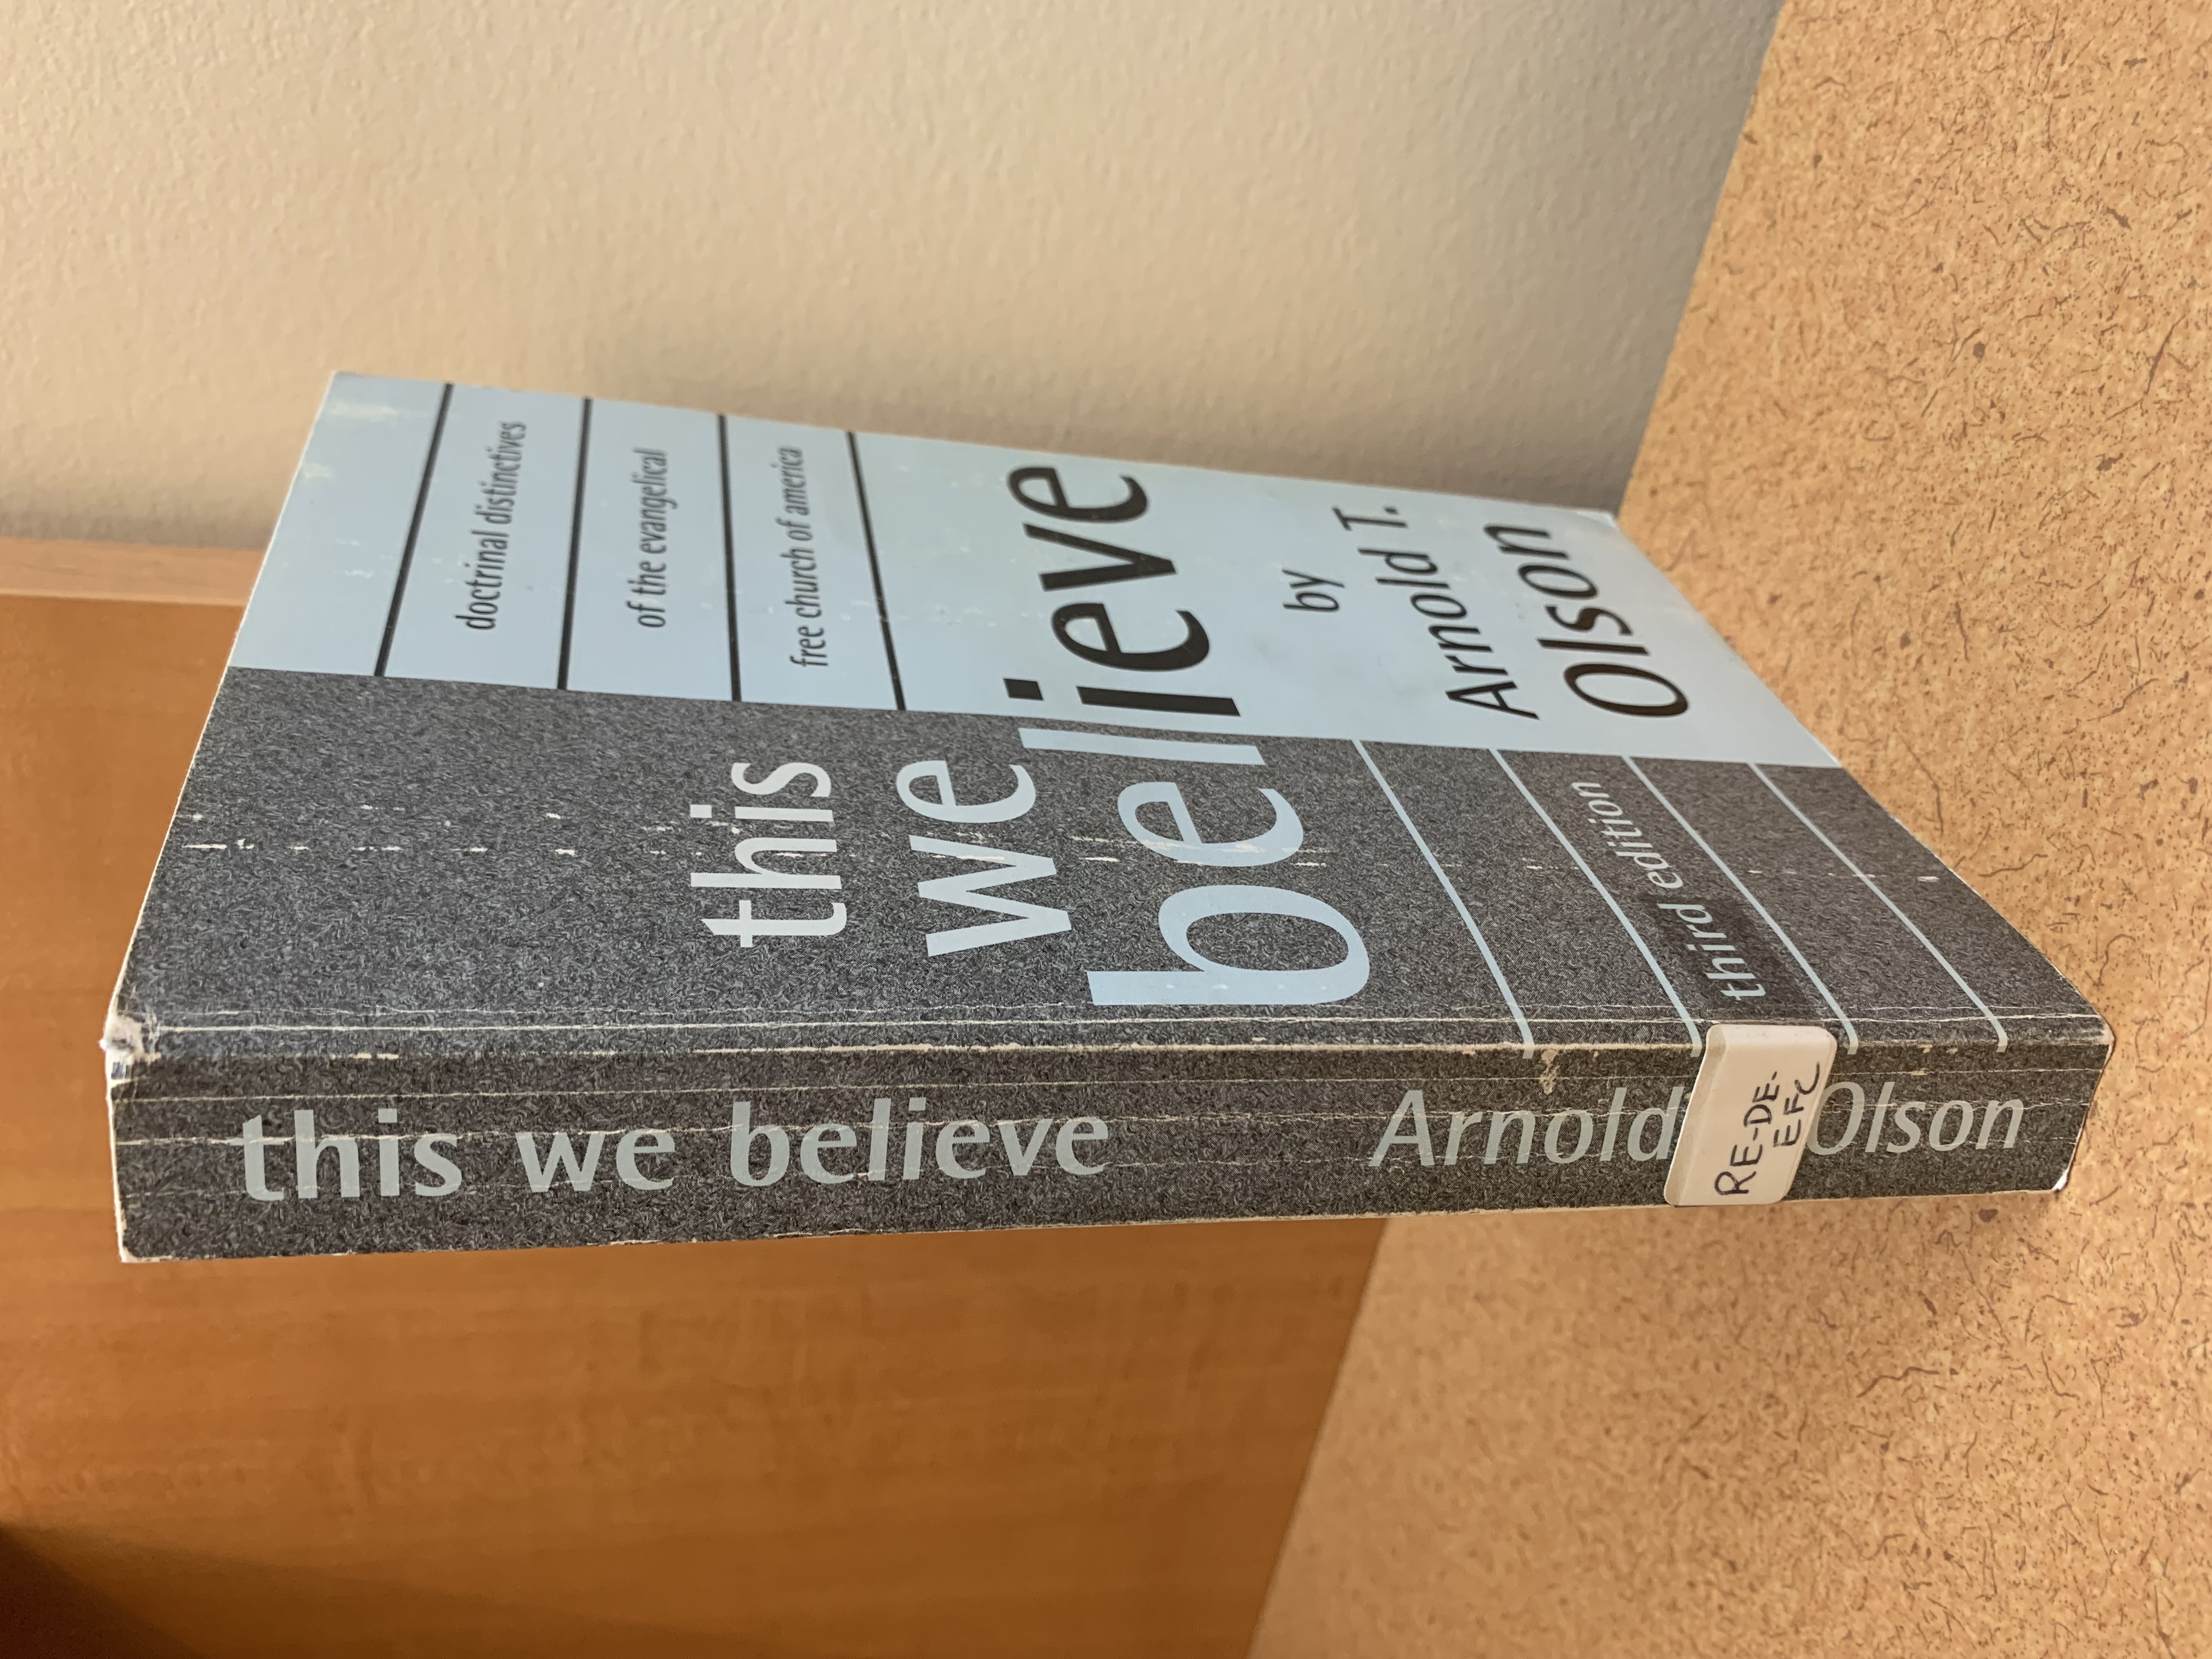 doctrinal distinctives
of the evangelical
free church of america
this
we
believe
by
Arnold T.
Olson
third edition
this we believe
Arnold
Olson
RE-DE-
EFC